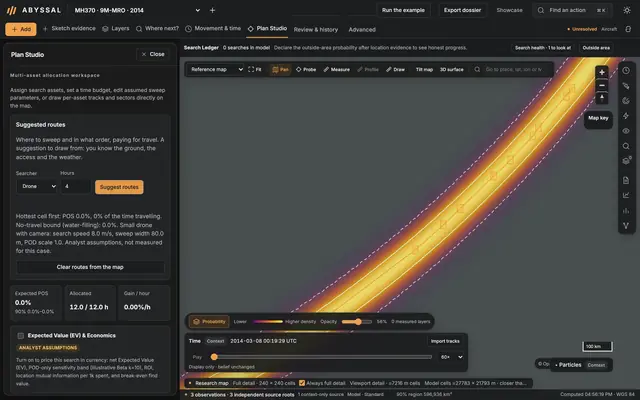 ABYSSAL
MH370 · 9M-MRO · 2014
Run the example
Export dossier
Showcase
Find an action
⌘K
+ Add
Sketch evidence
Layers
Where next?
Movement & time
Plan Studio
Review & history
Advanced
Unresolved
Aircraft
Plan Studio
× Close
Multi-asset allocation workspace
Assign search assets, set a time budget, edit assumed sweep
parameters, or draw per-asset tracks and sectors directly on
the map.
Suggested routes
Where to sweep and in what order, paying for travel. A
suggestion to draw from: you know the ground, the
access and the weather.
Searcher
Hours
Drone
4
Suggest routes
Hottest cell first: POS 0.0%, 0% of the time travelling.
No-travel bound (water-filling): 0.0%. Small drone
with camera: search speed 8.0 m/s, sweep width 80.0
m, POD scale 1.0. Analyst assumptions, not measured
for this case.
Clear routes from the map
Expected POS
0.0%
90% 0.0%–0.0%
Allocated
12.0 / 12.0 h
Gain / hour
0.00%/h
Expected Value (EV) & Economics
ANALYST ASSUMPTIONS
Turn on to price this search in currency: net Expected Value
(EV), POD-only sensitivity band (illustrative Beta κ=10), ROI,
location mutual information per 1k spent, and break-even find
value.
Search Ledger
0 searches in model
Declare the outside-area probability after location evidence to see honest progress.
Search health · 1 to look at
Outside area
Reference map
Fit
Pan
Probe
Measure
Profile
Draw
Tilt map
3D surface
Go to place, lat, lon or
Map key
100 km
Probability
Lower
Higher density
Opacity
58%
0 measured layers
Time
Context
2014-03-08 00:19:29 UTC
Import tracks
Play
60×
Display only · belief unchanged
Particles
Context
Research map
Full detail · 240 × 240 cells
Always full detail
Viewport detail · ≈7216 m cells
Model cells ≈27783 × 21793 m · closer
3 observations · 3 independent source roots
1 context-only source
Model · Standard
Computed 04:56:18 PM · WGS 84